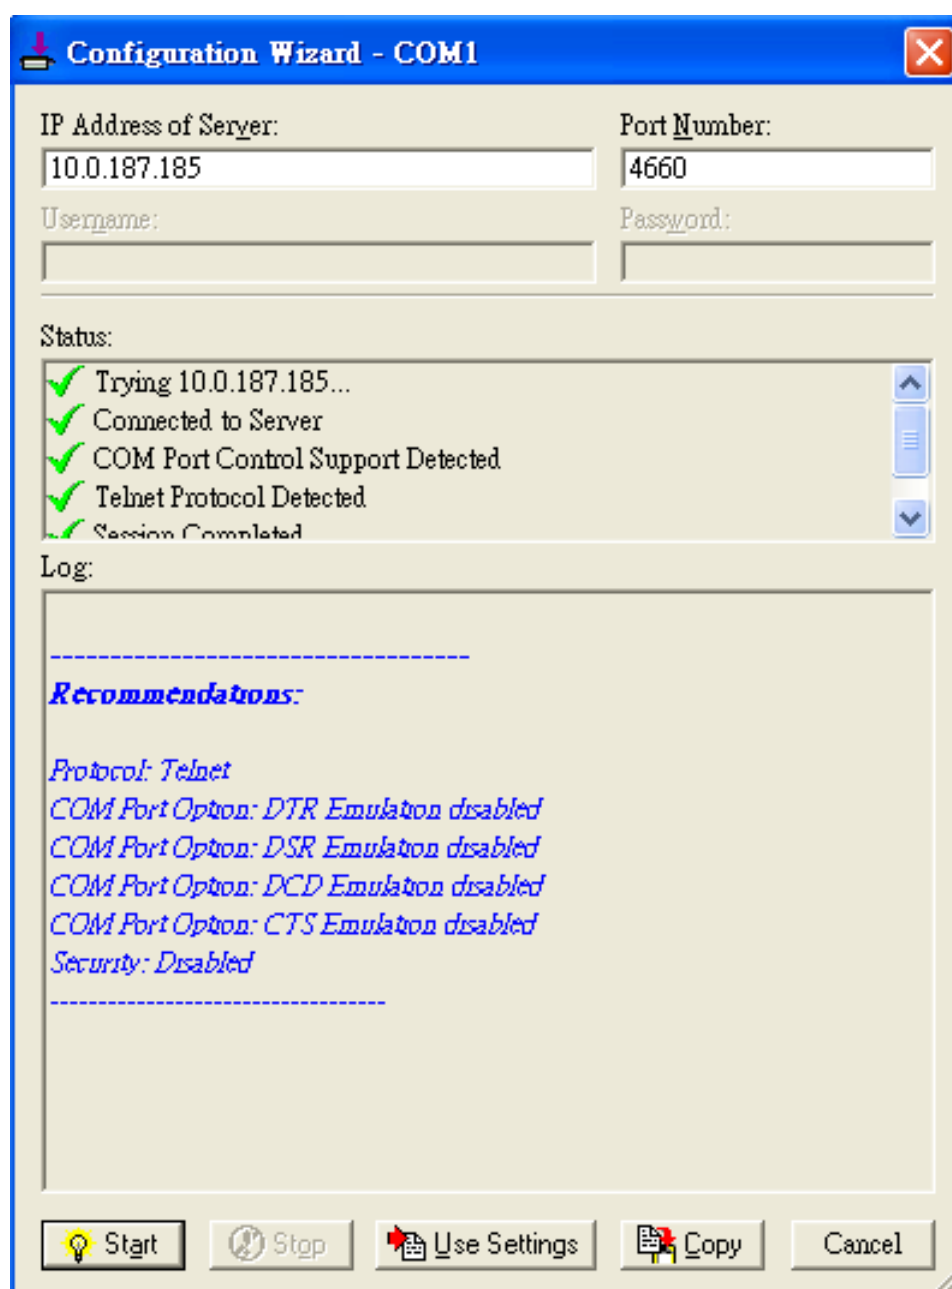 Configuration Wizard - COM1
IP Address of Server:
Port Number:
10.0.187.185
4660
Username:
Password:
Status:
Trying 10.0.187.185...
Connected to Server
COM Port Control Support Detected
Telnet Protocol Detected
Session Completed
Log:
-----------------------------------
Recommendations:
Protocol: Telnet
COM Port Option: DTR Emulation disabled
COM Port Option: DSR Emulation disabled
COM Port Option: DCD Emulation disabled
COM Port Option: CTS Emulation disabled
Security: Disabled
-----------------------------------
Start
Stop
Use Settings
Copy
Cancel